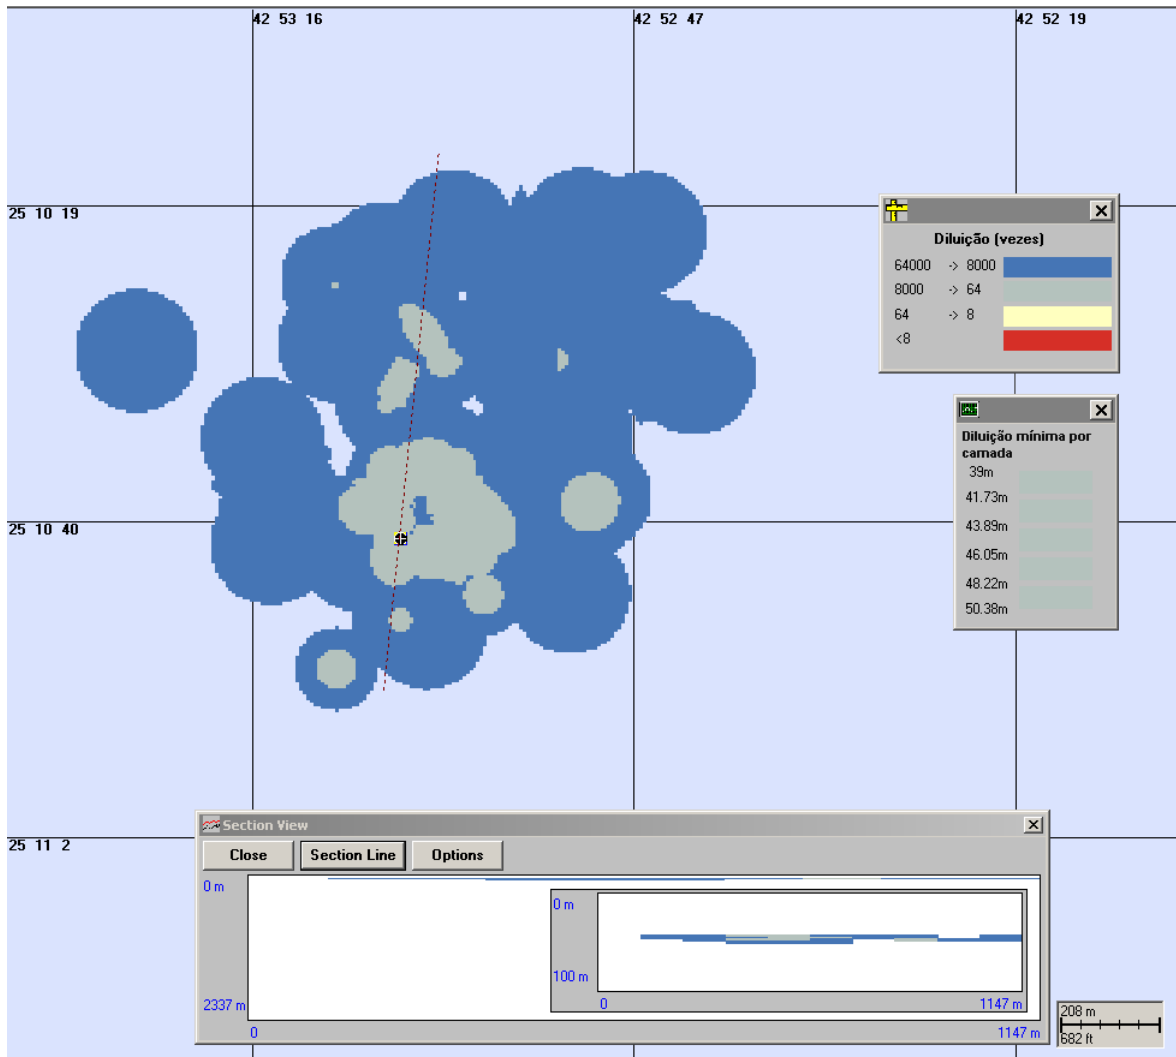 42 53 16
42 52 47
42 52 19
25 10 19
25 10 40
25 11 2
Diluição (vezes)
64000 -> 8000
8000 -> 64
64 -> 8
<8
Diluição mínima por
camada
39m
41.73m
43.89m
46.05m
48.22m
50.38m
Section View
Close Section Line Options
0 m
2337 m
0 1147 m
0 m
100 m
0 1147 m
208 m
682 ft